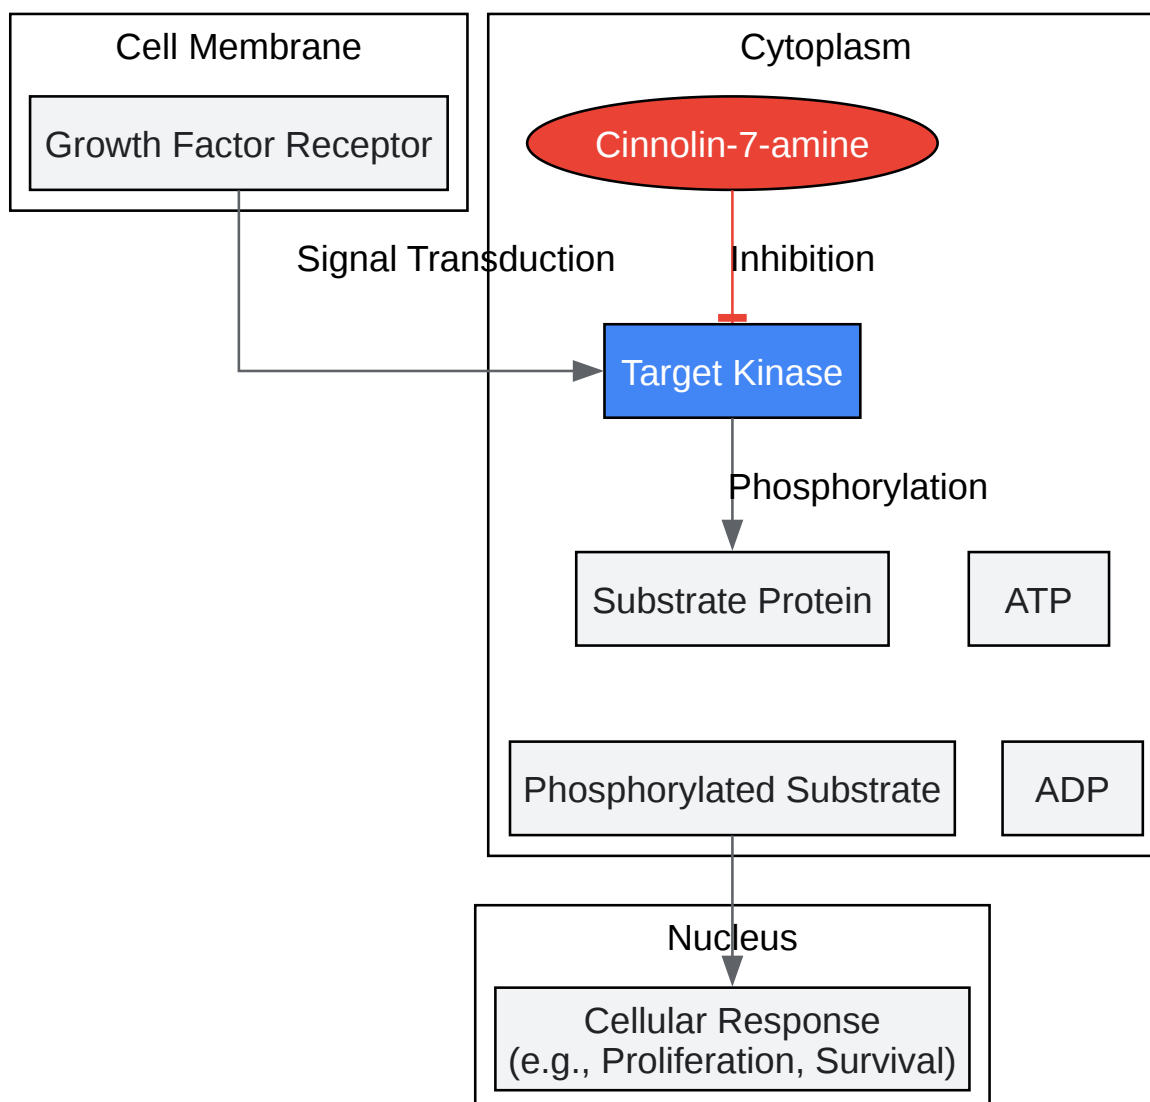 Cell Membrane
Growth Factor Receptor
Cytoplasm
Cinnolin-7-amine
Signal Transduction
Inhibition
Target Kinase
Phosphorylation
Substrate Protein
ATP
Phosphorylated Substrate
ADP
Nucleus
Cellular Response
(e.g., Proliferation, Survival)